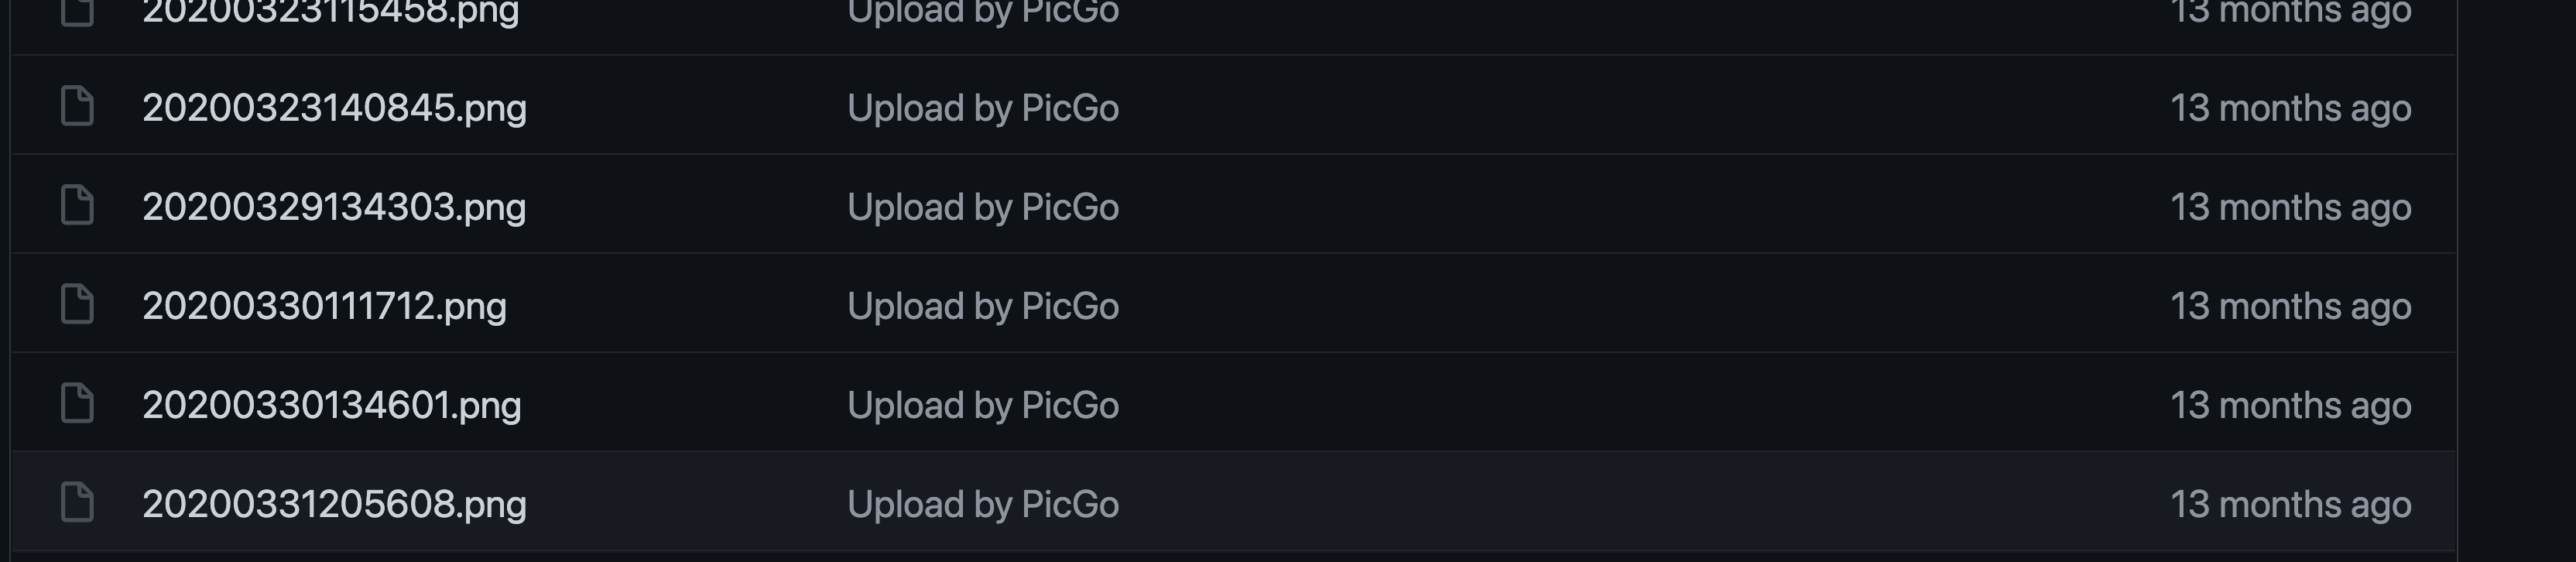 20200323115458.png Upload by PicGo 13 months ago
20200323140845.png Upload by PicGo 13 months ago
20200329134303.png Upload by PicGo 13 months ago
20200330111712.png Upload by PicGo 13 months ago
20200330134601.png Upload by PicGo 13 months ago
20200331205608.png Upload by PicGo 13 months ago